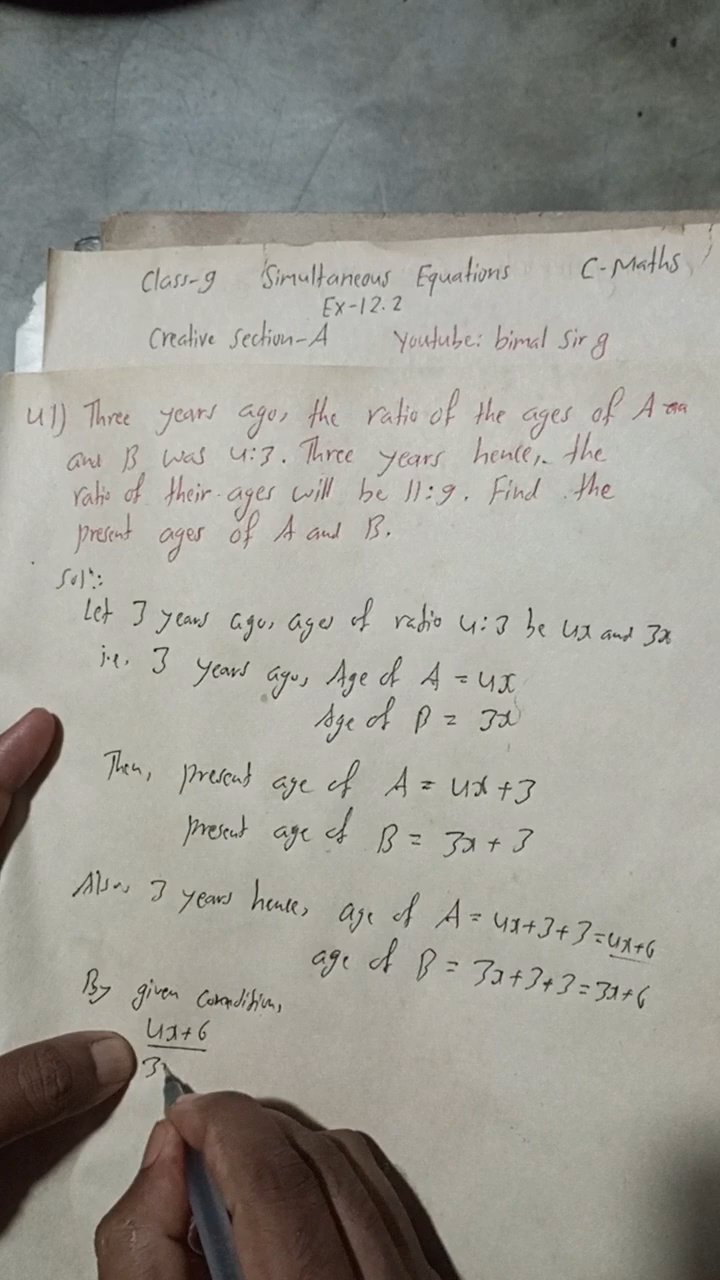 Class-9 Simultaneous Equations C-Maths
Ex-12.2
Creative Section-A Youtube: bimal Sir g
41) Three years ago, the ratio of the ages of A
and B was 4:3. Three years hence, the
ratio of their ages will be 11:9. Find the
present ages of A and B.
Solⁿ:
Let 3 years ago, ages of ratio 4:3 be 4x and 3x
i.e. 3 years ago, Age of A = 4x
Age of B = 3x
Then, present age of A = 4x+3
present age of B = 3x + 3
Also, 3 years hence, age of A = 4x+3+3=4x+6
age of B = 3x+3+3=3x+6
By given condition,
4x+6
3x